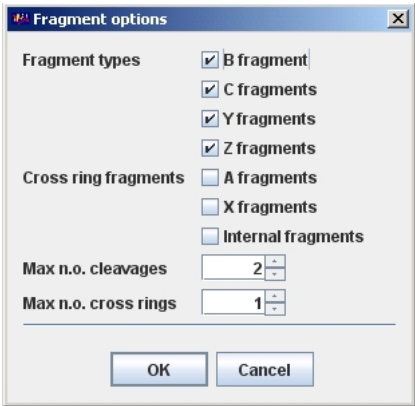 Fragment options
Fragment types B fragment
C fragments
Y fragments
Z fragments
Cross ring fragments A fragments
X fragments
Internal fragments
Max n.o. cleavages 2
Max n.o. cross rings 1
OK Cancel